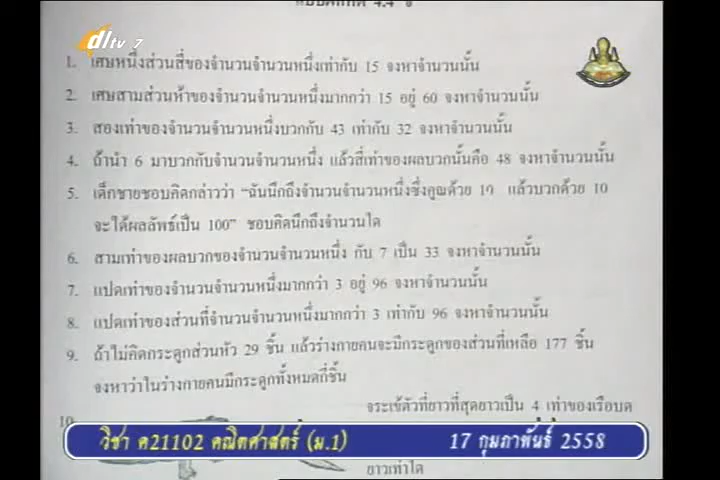 dltv 7
1. เศษหนึ่งส่วนสี่ของจำนวนจำนวนหนึ่งเท่ากับ 15 จงหาจำนวนนั้น
2. เศษสามส่วนห้าของจำนวนจำนวนหนึ่งมากกว่า 15 อยู่ 60 จงหาจำนวนนั้น
3. สองเท่าของจำนวนจำนวนหนึ่งบวกกับ 43 เท่ากับ 32 จงหาจำนวนนั้น
4. ถ้านำ 6 มาบวกกับจำนวนจำนวนหนึ่ง แล้วสี่เท่าของผลบวกนั้นคือ 48 จงหาจำนวนนั้น
5. เด็กชายชอบคิดกล่าวว่า "ฉันนึกถึงจำนวนจำนวนหนึ่งซึ่งคูณด้วย 10 แล้วบวกด้วย 10
จะได้ผลลัพธ์เป็น 100" ชอบคิดนึกถึงจำนวนใด
6. สามเท่าของผลบวกของจำนวนจำนวนหนึ่ง กับ 7 เป็น 33 จงหาจำนวนนั้น
7. แปดเท่าของจำนวนจำนวนหนึ่งมากกว่า 3 อยู่ 96 จงหาจำนวนนั้น
8. แปดเท่าของส่วนที่จำนวนจำนวนหนึ่งมากกว่า 3 เท่ากับ 96 จงหาจำนวนนั้น
9. ถ้าไม่คิดกระดูกส่วนหัว 29 ชิ้น แล้วร่างกายคนจะมีกระดูกของส่วนที่เหลือ 177 ชิ้น
จงหาว่าในร่างกายคนมีกระดูกทั้งหมดกี่ชิ้น
10. จระเข้ตัวที่ยาวที่สุดยาวเป็น 4 เท่าของเรือบด
วิชา ค21102 คณิตศาสตร์ (ม.1) 17 กุมภาพันธ์ 2558
ยาวเท่าใด